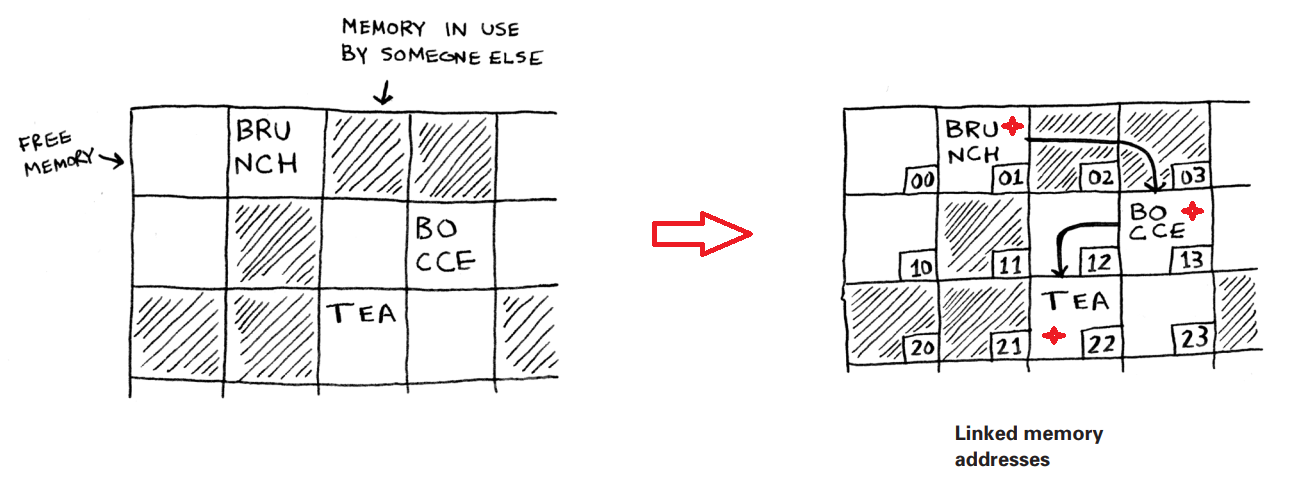 MEMORY IN USE
BY SOMEONE ELSE
FREE
MEMORY
BRU
NCH
BO
CCE
TEA
BRU
NCH
00
01
02
03
BO
CCE
10
11
12
13
TEA
20
21
22
23
Linked memory
addresses